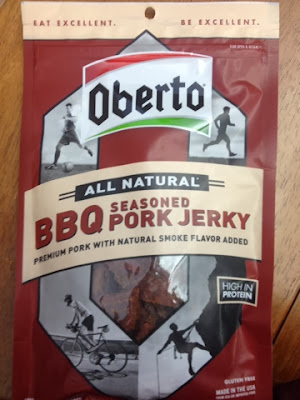 EAT EXCELLENT. BE EXCELLENT.
Oberto®
ALL NATURAL*
BBQ SEASONED PORK JERKY
PREMIUM PORK WITH NATURAL SMOKE FLAVOR ADDED
HIGH IN
PROTEIN
GLUTEN FREE
MADE IN THE USA